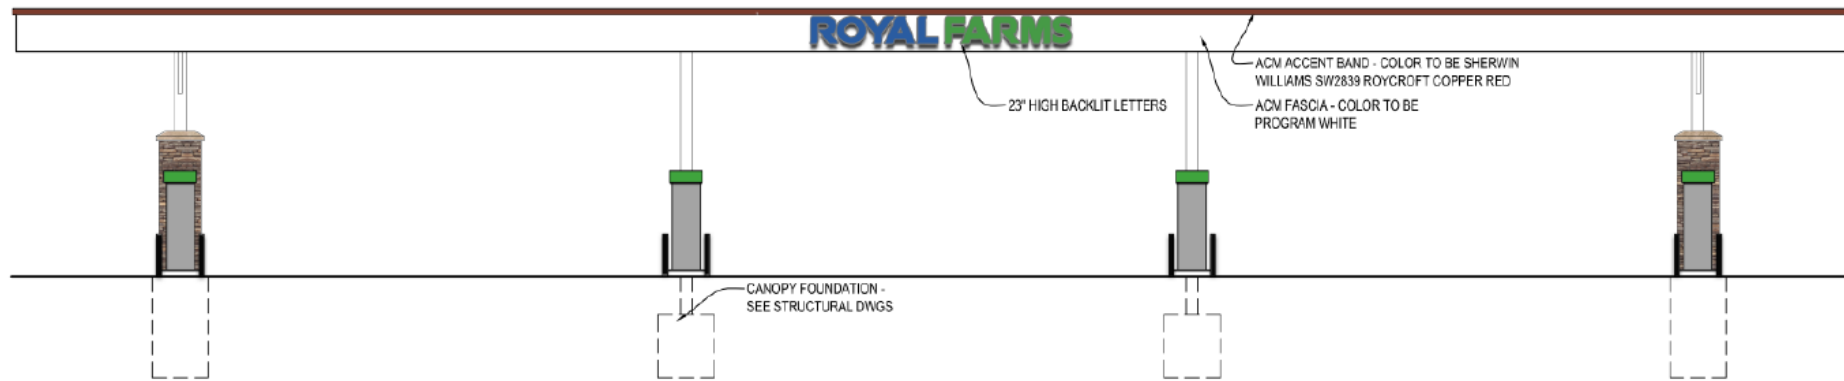 ROYAL FARMS
ACM ACCENT BAND - COLOR TO BE SHERWIN
WILLIAMS SW2839 ROYCROFT COPPER RED
23" HIGH BACKLIT LETTERS
ACM FASCIA - COLOR TO BE
PROGRAM WHITE
CANOPY FOUNDATION -
SEE STRUCTURAL DWGS